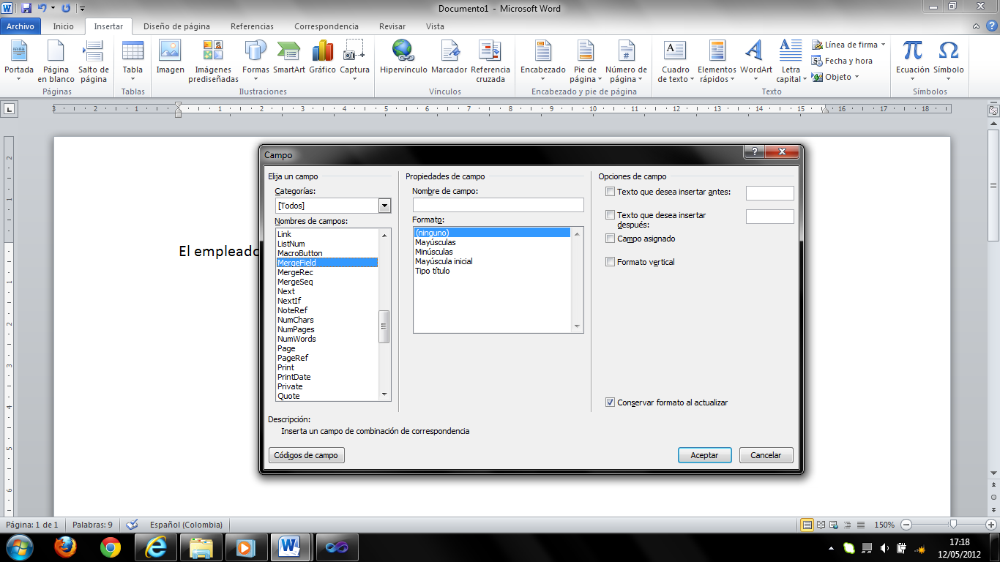 Documento1 - Microsoft Word
Archivo Inicio Insertar Diseño de página Referencias Correspondencia Revisar Vista
Portada
Página en blanco
Salto de página
Tabla
Imagen
Imágenes prediseñadas
Formas
SmartArt
Gráfico
Captura
Hipervínculo
Marcador
Referencia cruzada
Encabezado
Pie de página
Número de página
Cuadro de texto
Elementos rápidos
WordArt
Letra capital
Línea de firma
Fecha y hora
Objeto
Ecuación
Símbolo
Páginas Tablas Ilustraciones Vínculos Encabezado y pie de página Texto Símbolos
3 2 1 1 2 3 4 5 6 7 8 9 10 11 12 13 14 15 16 17 18
2
1
1
2
3
4
5
6
El empleado
Campo
Elija un campo
Categorías:
[Todos]
Nombres de campos:
Link
ListNum
MacroButton
MergeField
MergeRec
MergeSeq
Next
NextIf
NoteRef
NumChars
NumPages
NumWords
Page
PageRef
Print
PrintDate
Private
Quote
Propiedades de campo
Nombre de campo:
Formato:
(ninguno)
Mayúsculas
Minúsculas
Mayúscula inicial
Tipo título
Opciones de campo
Texto que desea insertar antes:
Texto que desea insertar
después:
Campo asignado
Formato vertical
Conservar formato al actualizar
Descripción:
Inserta un campo de combinación de correspondencia
Códigos de campo
Aceptar
Cancelar
Página: 1 de 1 Palabras: 9 Español (Colombia) 150%
17:18
12/05/2012